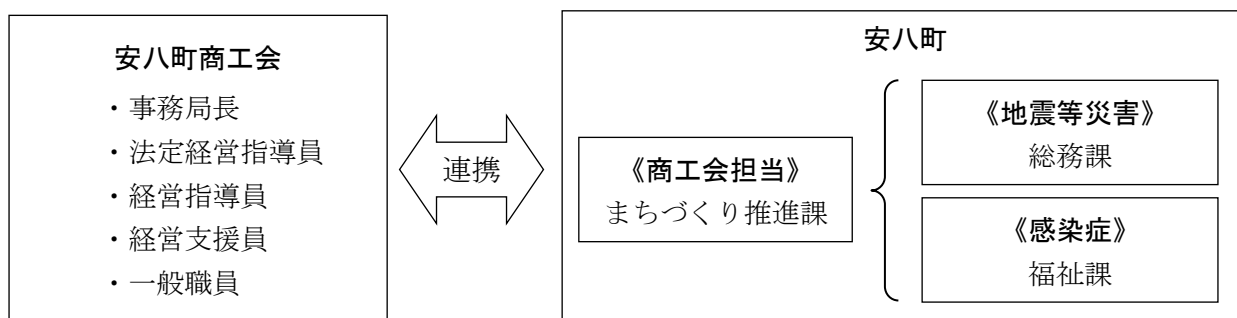 安八町商工会
・事務局長
・法定経営指導員
・経営指導員
・経営支援員
・一般職員
連携
安八町
《商工会担当》
まちづくり推進課
《地震等災害》
総務課
《感染症》
福祉課